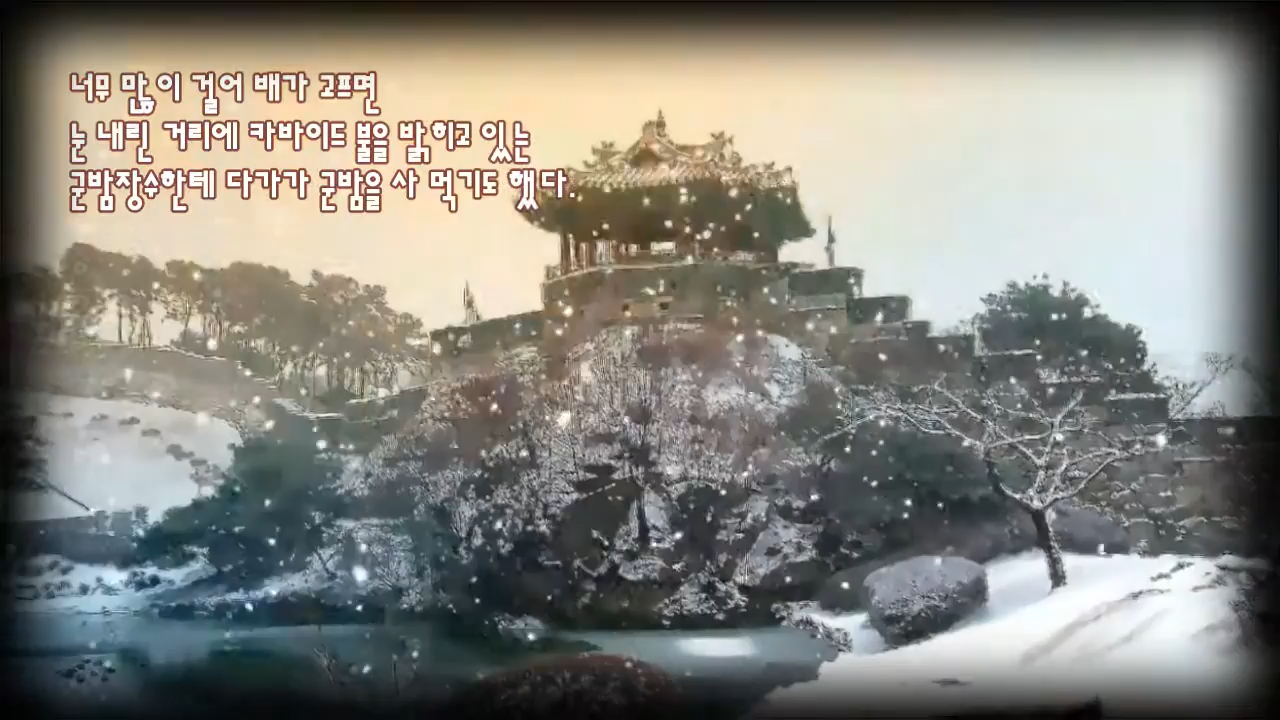 너무 많이 걸어 배가 고프면
눈 내린 거리에 카바이드 불을 밝히고 있는
군밤장수한테 다가가 군밤을 사 먹기도 했다.